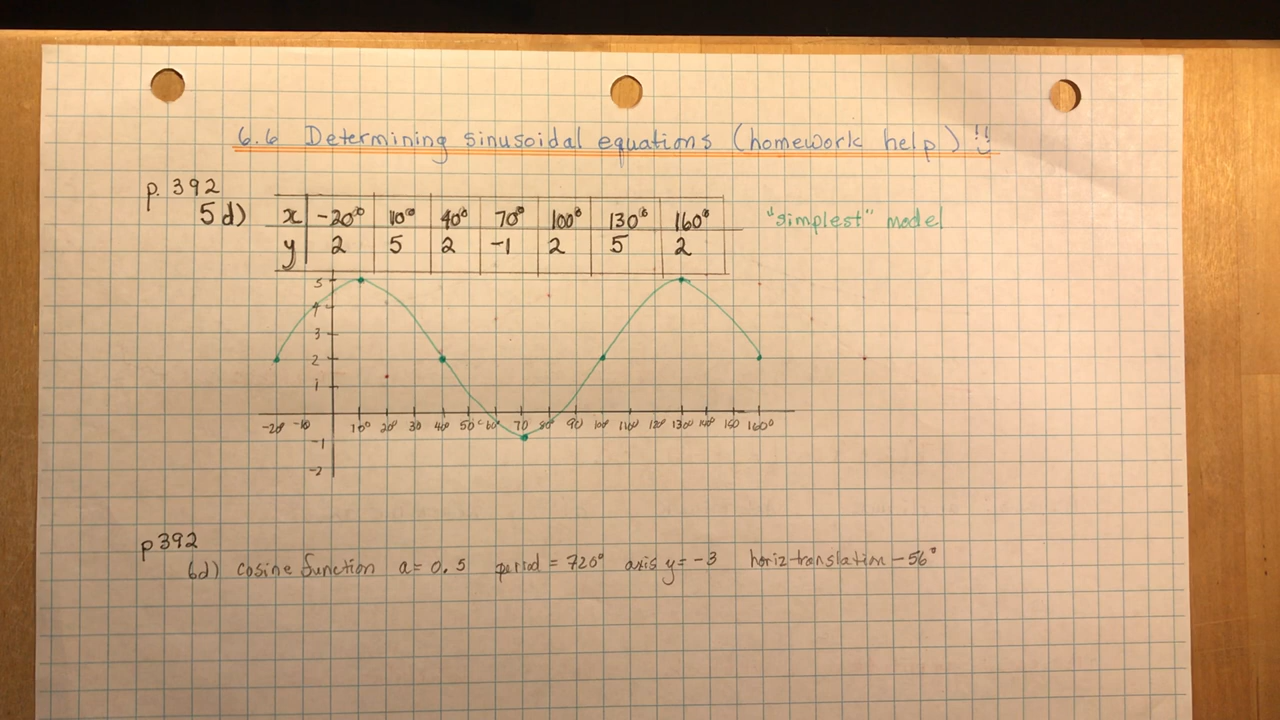 6.6 Determining sinusoidal equations (homework help) !!
p. 392
5d) x -20° 10° 40° 70° 100° 130° 160° "simplest" model
y 2 5 2 -1 2 5 2
5
4
3
2
1
-20° -10 10° 20° 30 40° 50° 60° 70 80° 90 100° 110° 120° 130° 140° 150 160°
-1
-2
p392
6d) cosine function a= 0.5 period = 720° axis y= -3 horiz translation -56°